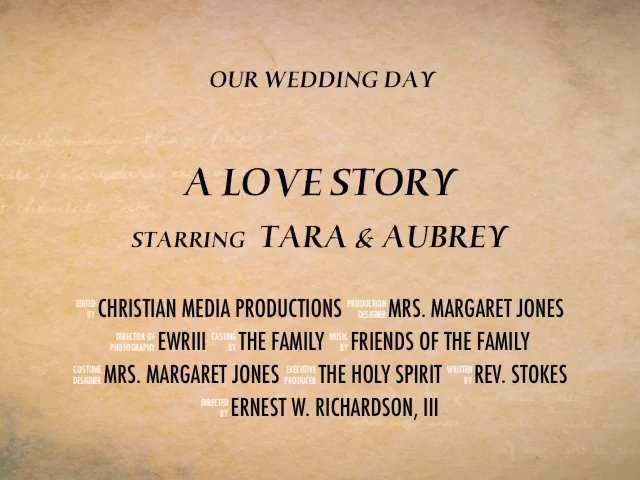 OUR WEDDING DAY
A LOVE STORY
STARRING TARA & AUBREY
EDITED BY CHRISTIAN MEDIA PRODUCTIONS PRODUCTION DESIGNER MRS. MARGARET JONES
DIRECTOR OF PHOTOGRAPHY EWRIII CASTING BY THE FAMILY MUSIC BY FRIENDS OF THE FAMILY
COSTUME DESIGNER MRS. MARGARET JONES EXECUTIVE PRODUCER THE HOLY SPIRIT WRITTEN BY REV. STOKES
DIRECTED BY ERNEST W. RICHARDSON, III